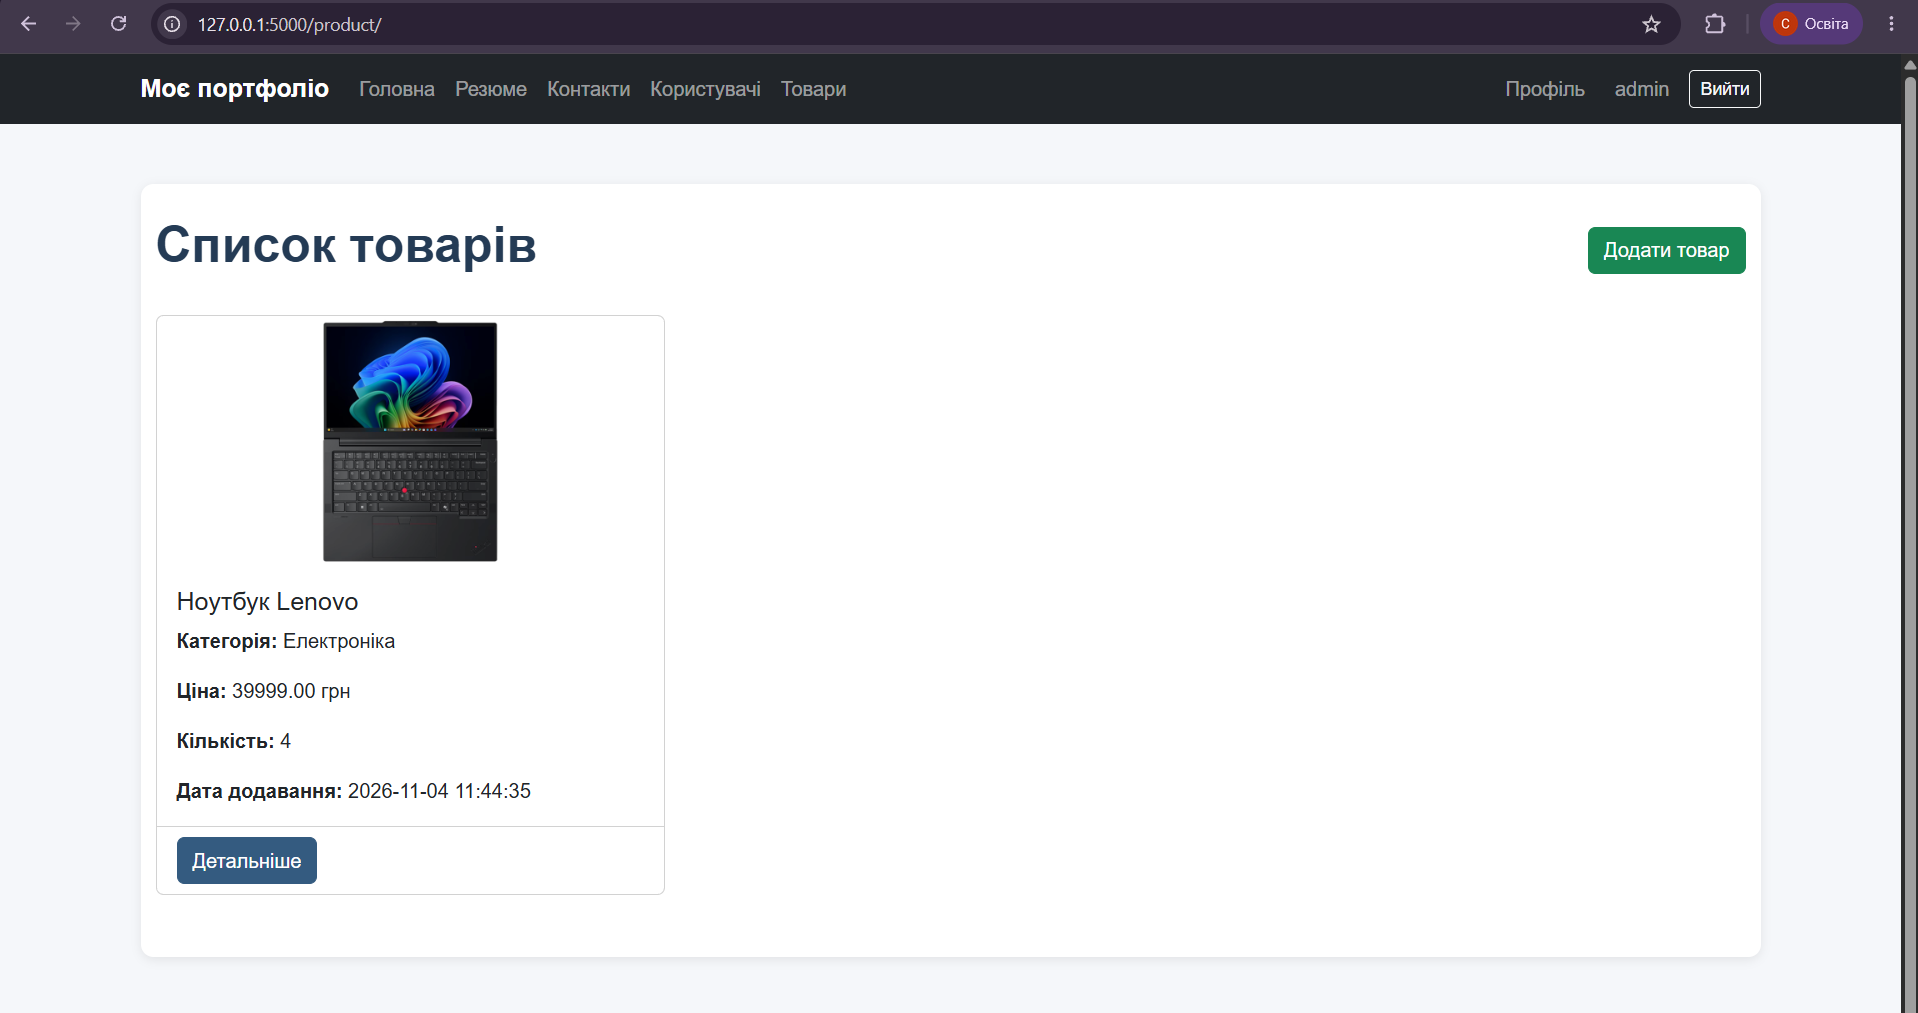 127.0.0.1:5000/product/
С Освіта
Моє портфоліо Головна Резюме Контакти Користувачі Товари Профіль admin Вийти
Список товарів
Додати товар
Ноутбук Lenovo
Категорія: Електроніка
Ціна: 39999.00 грн
Кількість: 4
Дата додавання: 2026-11-04 11:44:35
Детальніше